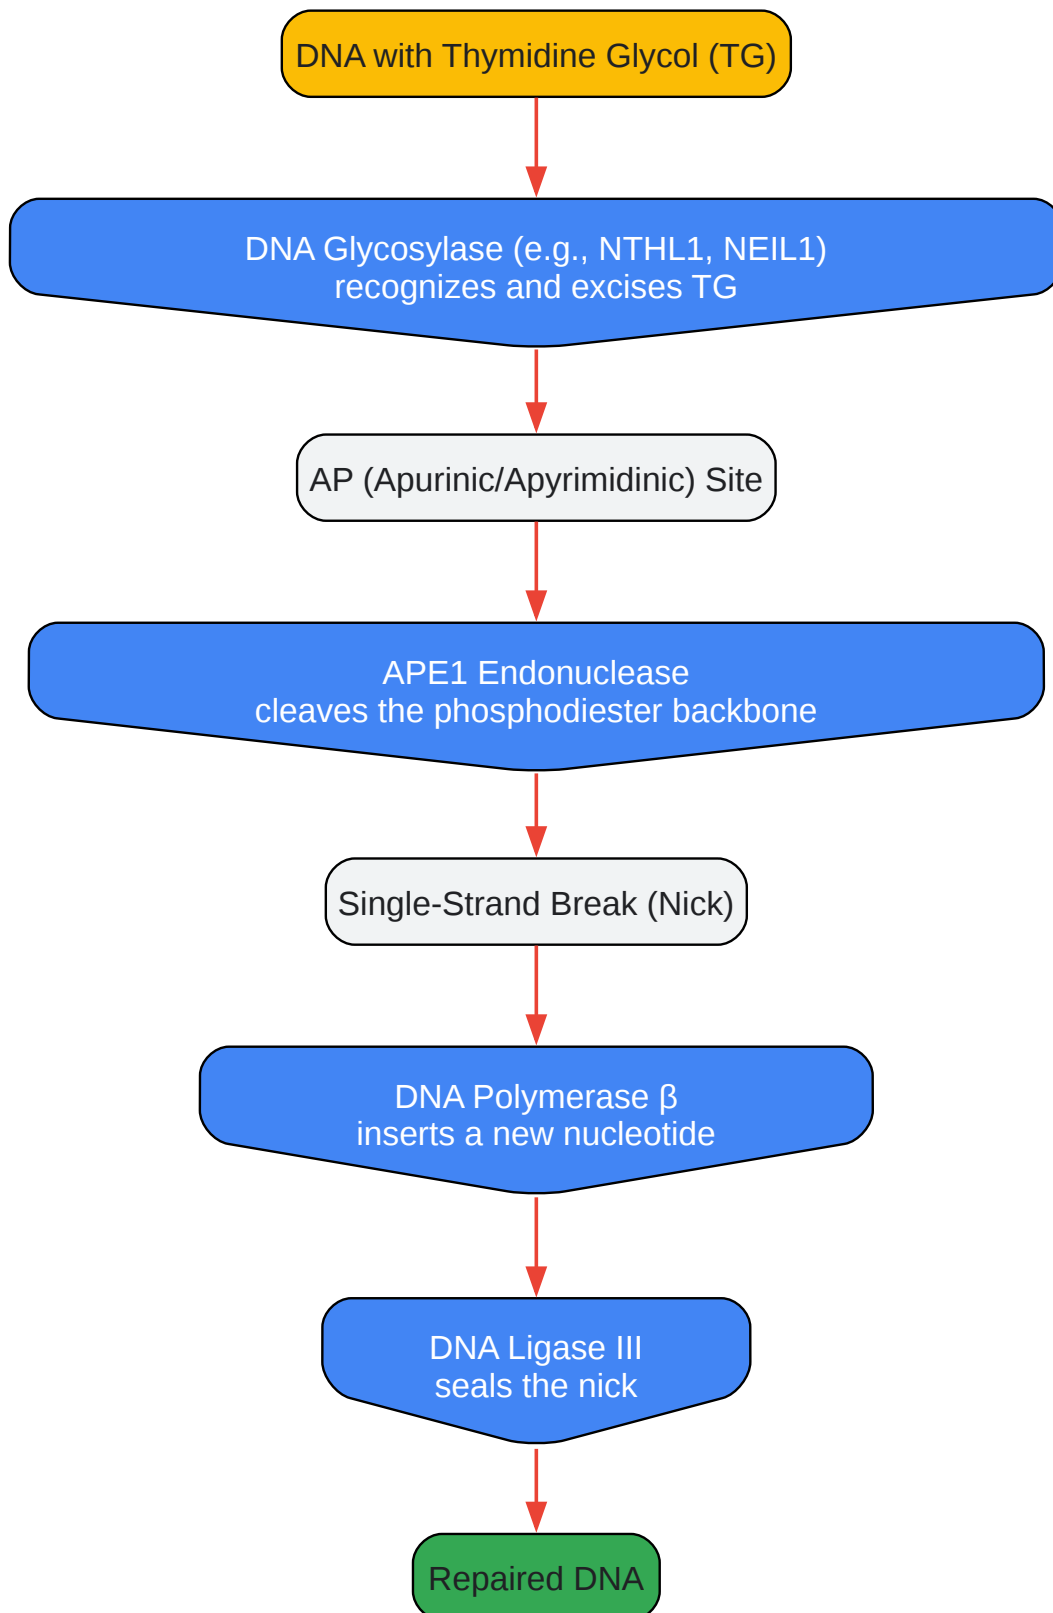 DNA with Thymidine Glycol (TG)
DNA Glycosylase (e.g., NTHL1, NEIL1)
recognizes and excises TG
AP (Apurinic/Apyrimidinic) Site
APE1 Endonuclease
cleaves the phosphodiester backbone
Single-Strand Break (Nick)
DNA Polymerase β
inserts a new nucleotide
DNA Ligase III
seals the nick
Repaired DNA